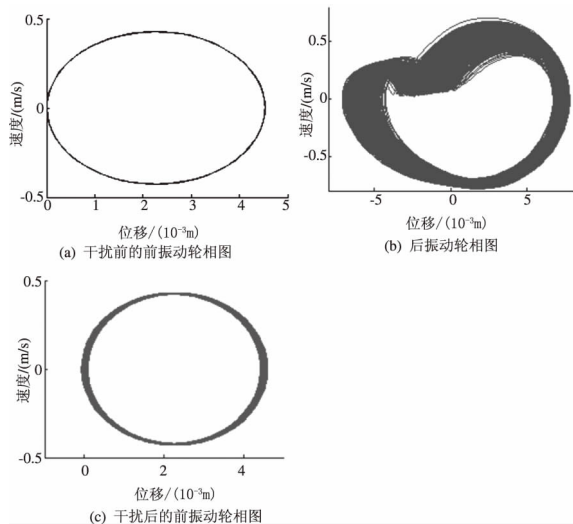 0.5
0
-0.5
速度/(m/s)
0 1 2 3 4 5
位移/(10⁻³m)
(a) 干扰前的前振动轮相图
0.5
0
-0.5
速度/(m/s)
-5 0 5
位移/(10⁻³m)
(b) 后振动轮相图
0.5
0
-0.5
速度/(m/s)
0 2 4
位移/(10⁻³m)
(c) 干扰后的前振动轮相图